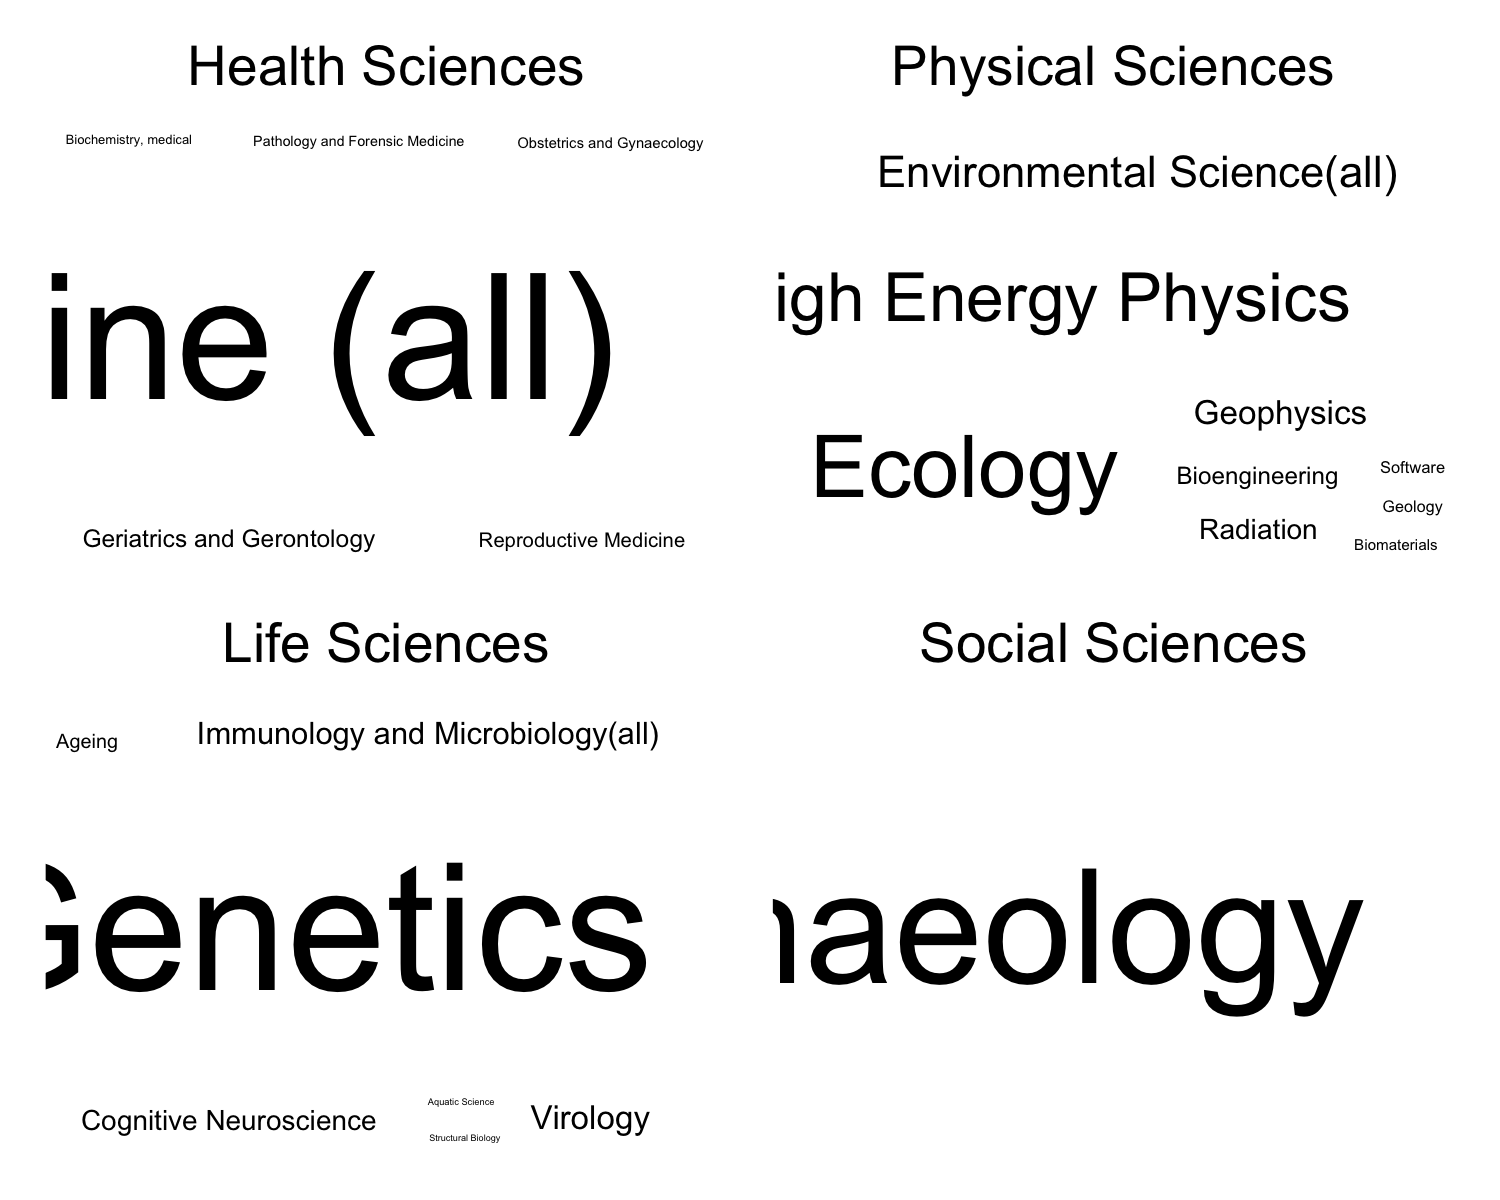 Health Sciences
Biochemistry, medical
Pathology and Forensic Medicine
Obstetrics and Gynaecology
ine (all)
Geriatrics and Gerontology
Reproductive Medicine
Physical Sciences
Environmental Science(all)
igh Energy Physics
Ecology
Geophysics
Bioengineering
Radiation
Software
Geology
Biomaterials
Life Sciences
Ageing
Immunology and Microbiology(all)
Genetics
Cognitive Neuroscience
Aquatic Science
Structural Biology
Virology
Social Sciences
haeology